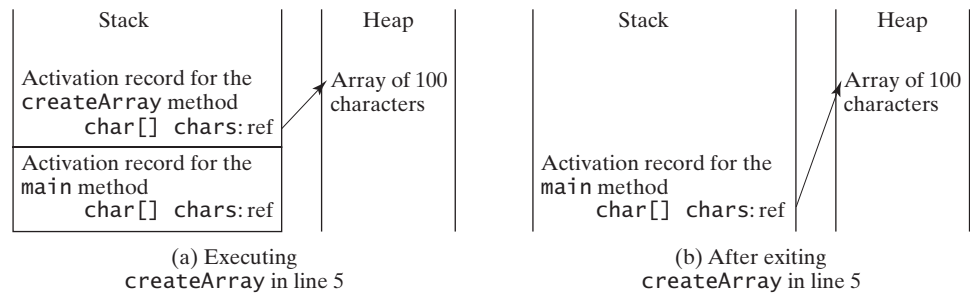 Stack
Heap
Activation record for the
createArray method
char[] chars: ref
Array of 100
characters
Activation record for the
main method
char[] chars: ref
(a) Executing
createArray in line 5
Stack
Heap
Array of 100
characters
Activation record for the
main method
char[] chars: ref
(b) After exiting
createArray in line 5